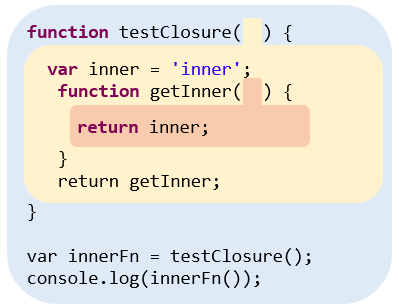 function testClosure( ) {
var inner = 'inner';
function getInner( ) {
return inner;
}
return getInner;
}
var innerFn = testClosure();
console.log(innerFn());